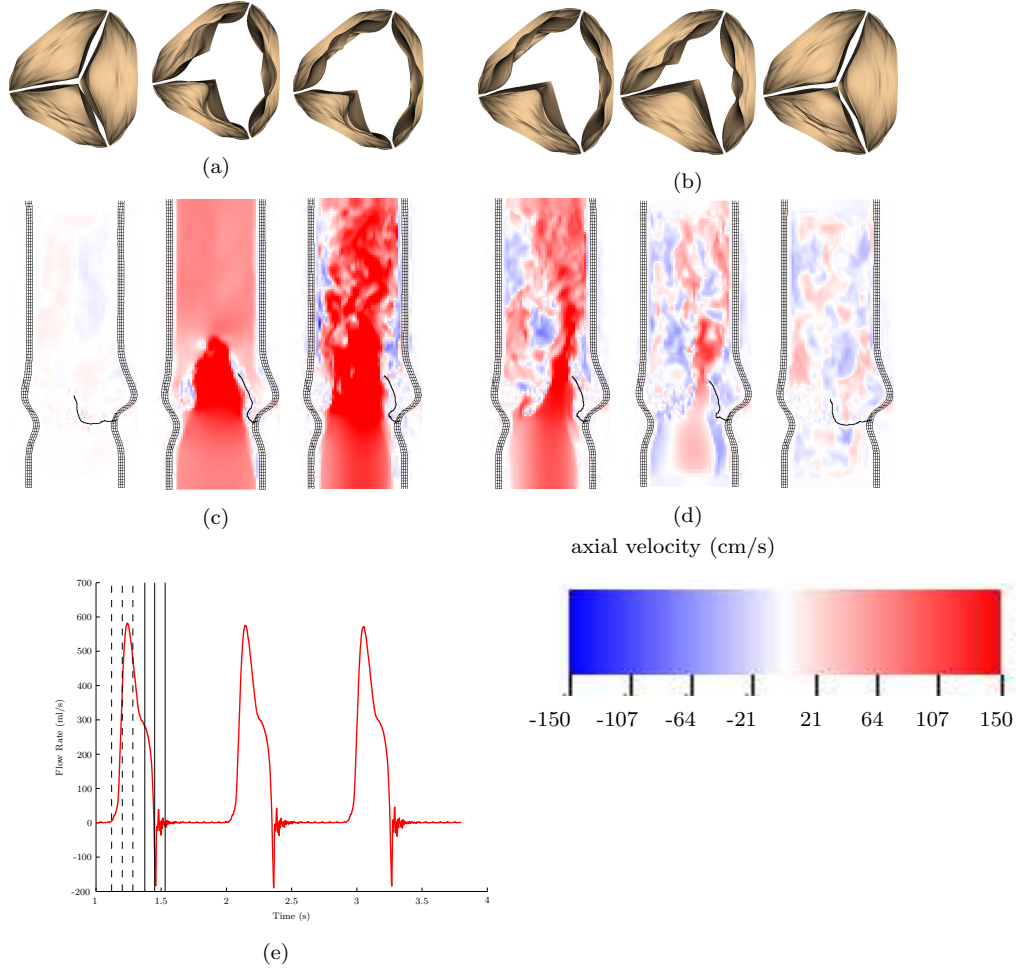 (a)
(b)
(c)
(d)
axial velocity (cm/s)
-150 -107 -64 -21 21 64 107 150
700
600
500
400
300
200
100
0
-100
-200
Flow Rate (ml/s)
1 1.5 2 2.5 3 3.5 4
Time (s)
(e)